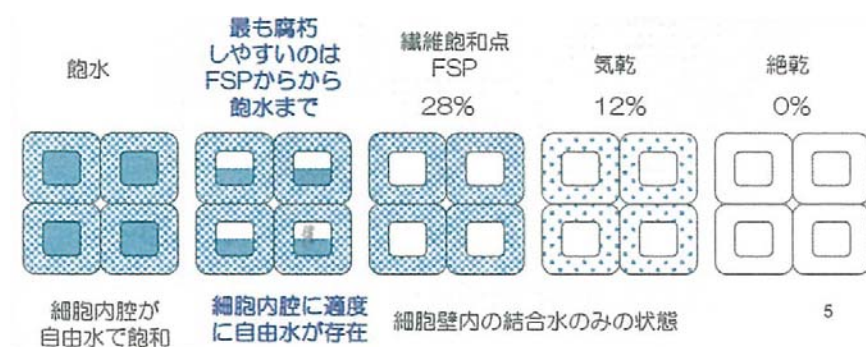 飽水
最も腐朽
しやすいのは
FSPからから
飽水まで
繊維飽和点
FSP
28%
気乾
12%
絶乾
0%
細胞内腔が
自由水で飽和
細胞内腔に適度
に自由水が存在
細胞壁内の結合水のみの状態
5